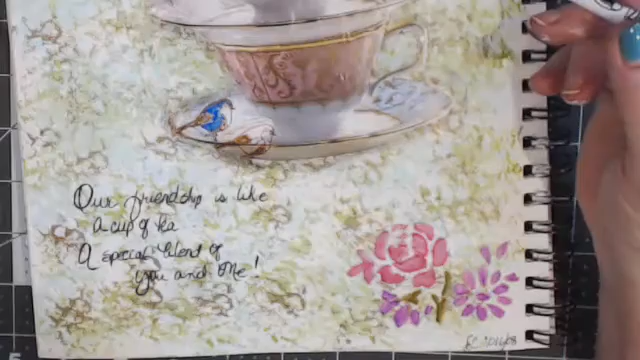 Our friendship is like
a cup of tea
A special blend of
you and Me!